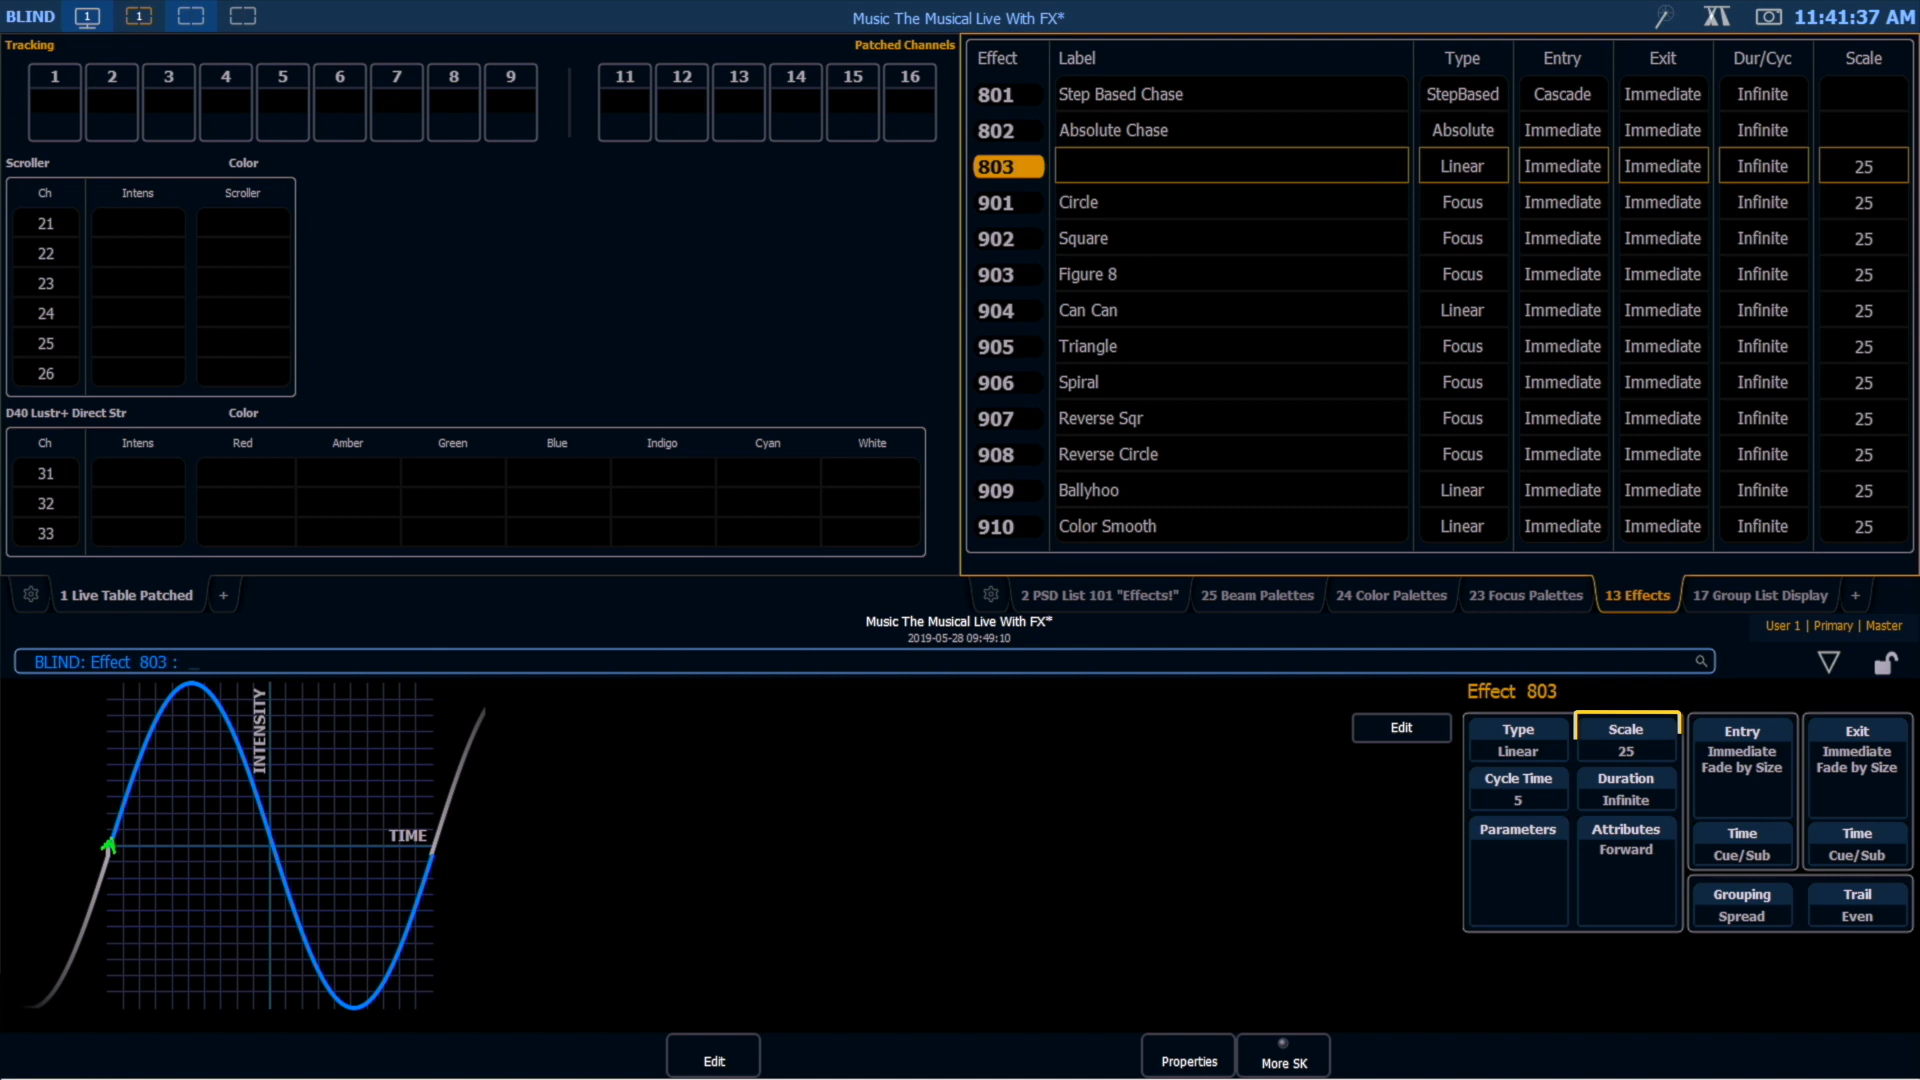 BLIND 1 1 Music The Musical Live With FX* 11:41:37 AM
Tracking Patched Channels
1 2 3 4 5 6 7 8 9 11 12 13 14 15 16
Scroller Color
Ch Intens Scroller
21
22
23
24
25
26
D40 Lustr+ Direct Str Color
Ch Intens Red Amber Green Blue Indigo Cyan White
31
32
33
Effect Label Type Entry Exit Dur/Cyc Scale
801 Step Based Chase StepBased Cascade Immediate Infinite
802 Absolute Chase Absolute Immediate Immediate Infinite
803 Linear Immediate Immediate Infinite 25
901 Circle Focus Immediate Immediate Infinite 25
902 Square Focus Immediate Immediate Infinite 25
903 Figure 8 Focus Immediate Immediate Infinite 25
904 Can Can Linear Immediate Immediate Infinite 25
905 Triangle Focus Immediate Immediate Infinite 25
906 Spiral Focus Immediate Immediate Infinite 25
907 Reverse Sqr Focus Immediate Immediate Infinite 25
908 Reverse Circle Focus Immediate Immediate Infinite 25
909 Ballyhoo Linear Immediate Immediate Infinite 25
910 Color Smooth Linear Immediate Immediate Infinite 25
1 Live Table Patched +
2 PSD List 101 "Effects!" 25 Beam Palettes 24 Color Palettes 23 Focus Palettes 13 Effects 17 Group List Display +
Music The Musical Live With FX*
2019-05-28 09:49:10
User 1 | Primary | Master
BLIND: Effect 803 : _
INTENSITY
TIME
Edit
Effect 803
Type Scale
Linear 25
Cycle Time Duration
5 Infinite
Parameters Attributes
Forward
Entry Exit
Immediate Immediate
Fade by Size Fade by Size
Time Time
Cue/Sub Cue/Sub
Grouping Trail
Spread Even
Edit Properties More SK